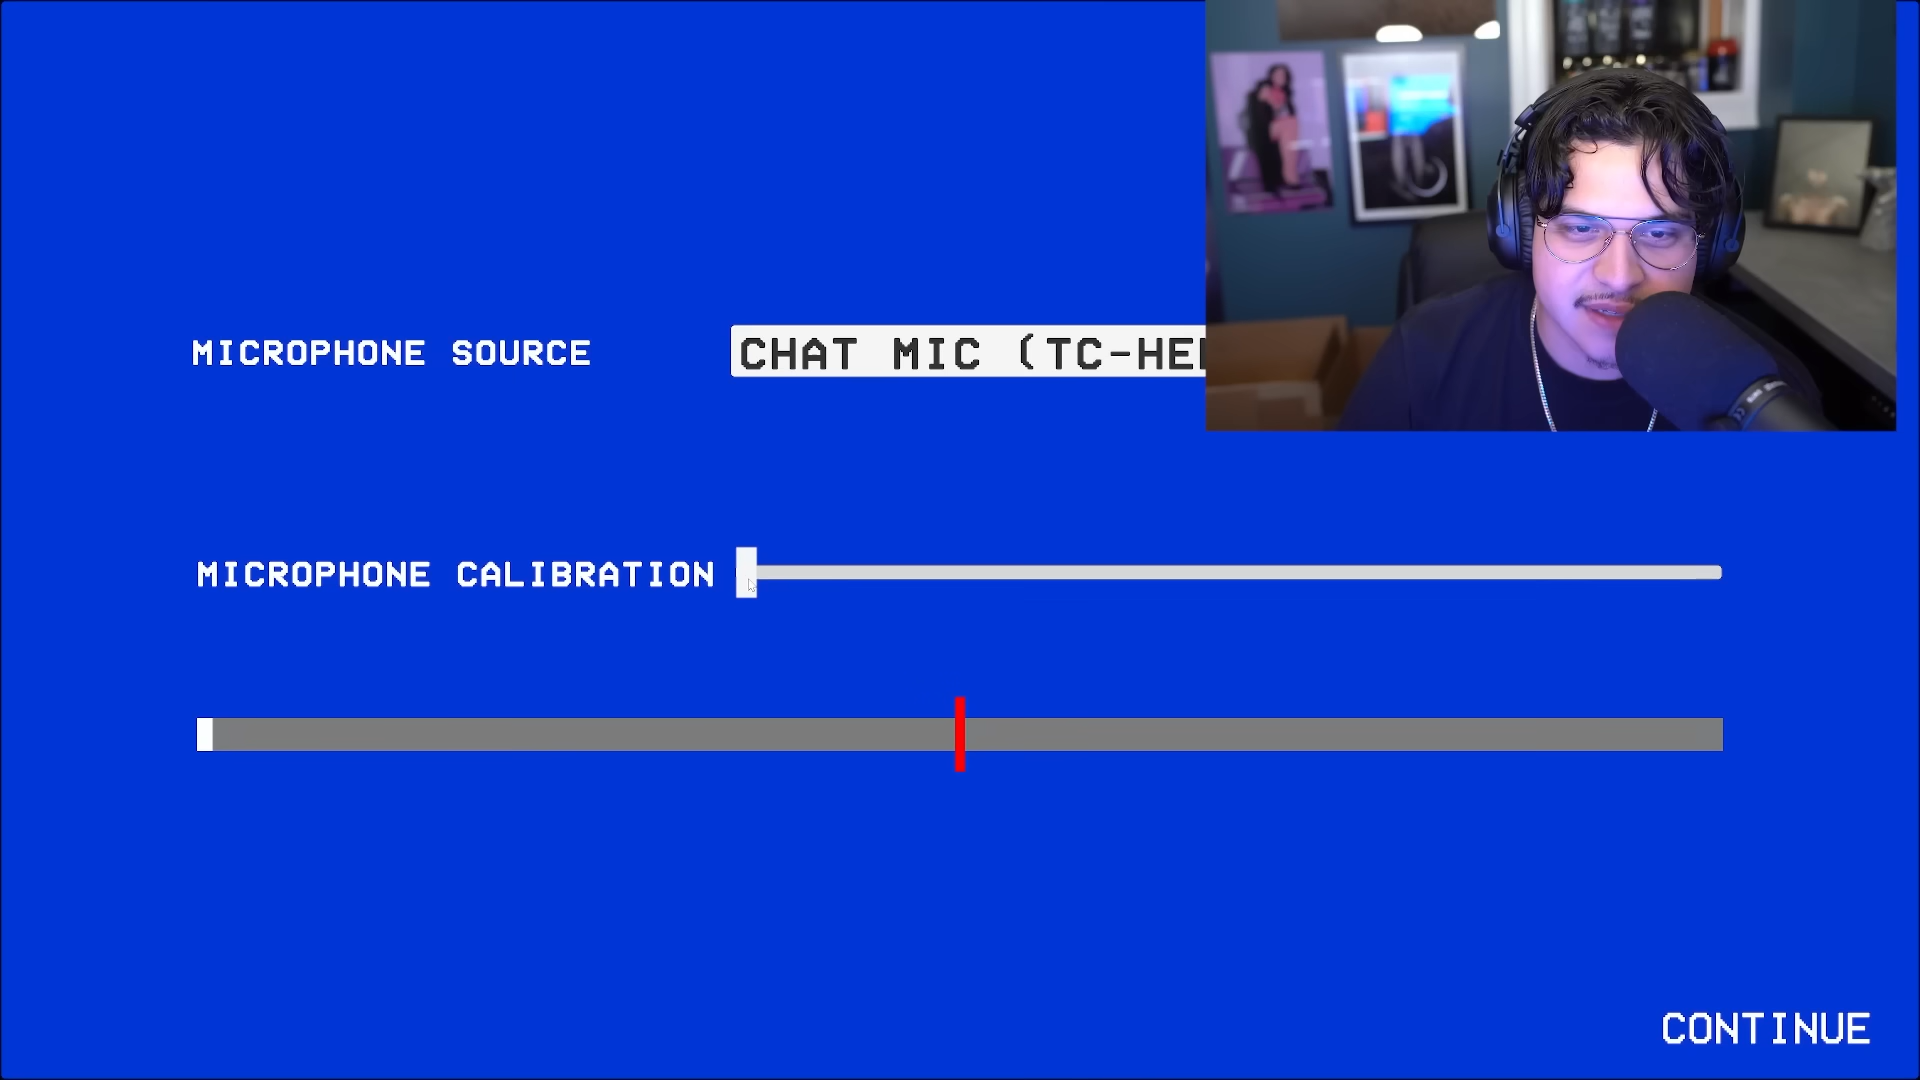 MICROPHONE SOURCE
CHAT MIC (TC-HE
MICROPHONE CALIBRATION
CONTINUE